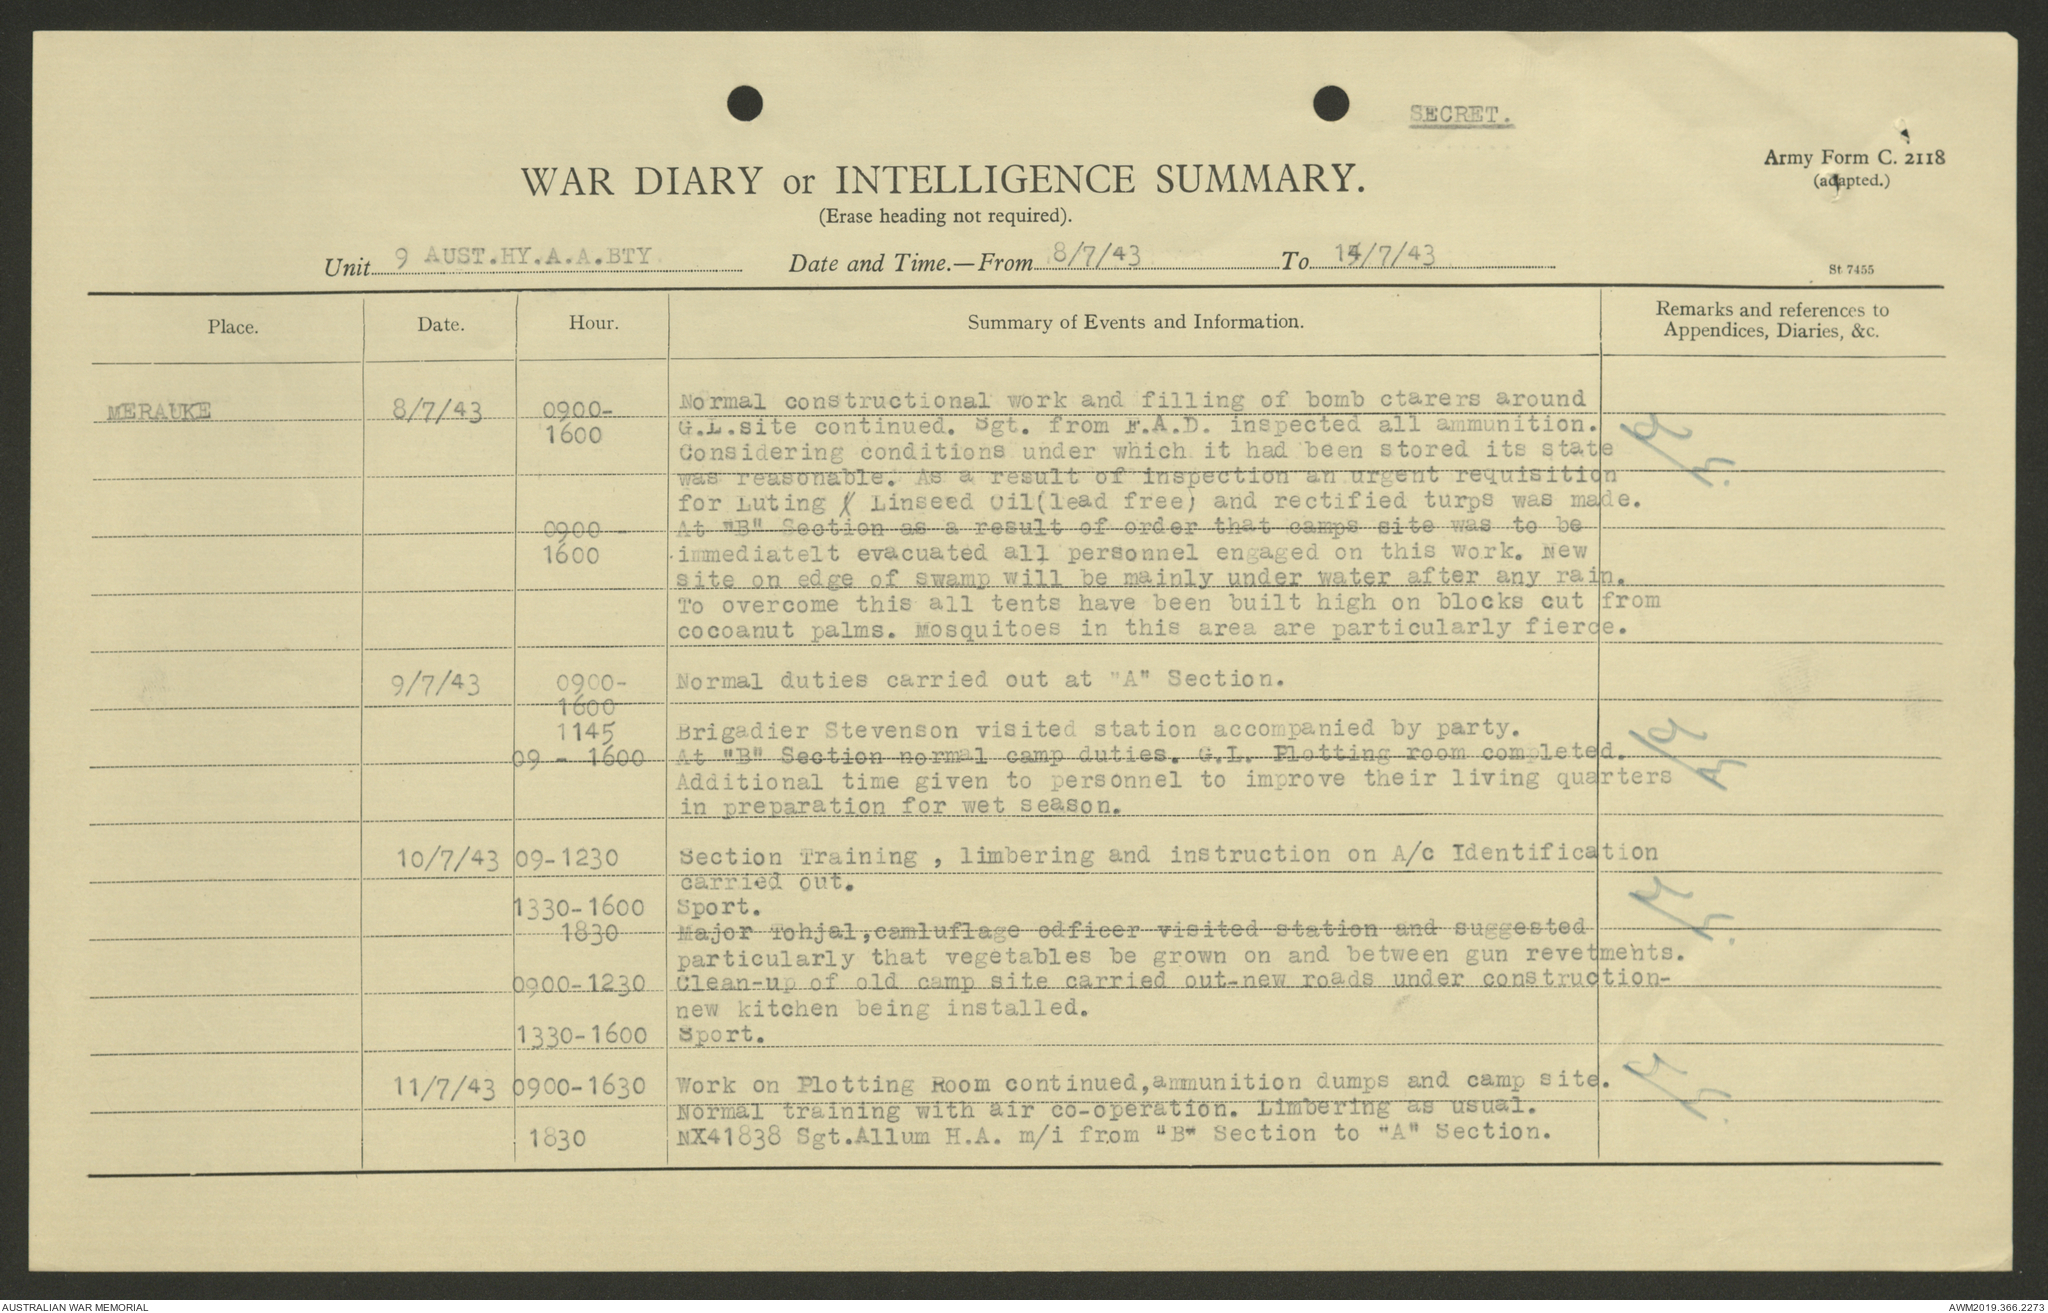 SECRET.
Army Form C. 2118
(adapted.)
WAR DIARY or INTELLIGENCE SUMMARY.
(Erase heading not required).
Unit 9 AUST.HY.A.A.BTY Date and Time.—From 8/7/43 To 14/7/43
St 7455
Place. Date. Hour. Summary of Events and Information. Remarks and references to
Appendices, Diaries, &c.
MERAUKE 8/7/43 0900- Normal constructional work and filling of bomb ctarers around
1600 G.L.site continued. Sgt. from F.A.D. inspected all ammunition.
Considering conditions under which it had been stored its state
was reasonable. As a result of inspection an urgent requisition
for Luting / Linseed Oil(lead free) and rectified turps was made.
0900 - At "B" Section as a result of order that camps site was to be
1600 immediatelt evacuated all personnel engaged on this work. New
site on edge of swamp will be mainly under water after any rain.
To overcome this all tents have been built high on blocks cut from
cocoanut palms. Mosquitoes in this area are particularly fierce.
9/7/43 0900- Normal duties carried out at "A" Section.
1600
1145 Brigadier Stevenson visited station accompanied by party.
09 - 1600 At "B" Section normal camp duties. G.L. Plotting room completed.
Additional time given to personnel to improve their living quarters
in preparation for wet season.
10/7/43 09-1230 Section Training , limbering and instruction on A/c Identification
carried out.
1330-1600 Sport.
1830 Major Tohjal,camluflage odficer visited station and suggested
particularly that vegetables be grown on and between gun revetments.
0900-1230 Clean-up of old camp site carried out-new roads under construction-
new kitchen being installed.
1330-1600 Sport.
11/7/43 0900-1630 Work on Plotting Room continued,ammunition dumps and camp site.
Normal training with air co-operation. Limbering as usual.
1830 NX41838 Sgt.Allum H.A. m/i from "B" Section to "A" Section.
AUSTRALIAN WAR MEMORIAL
AWM2019.366.2273